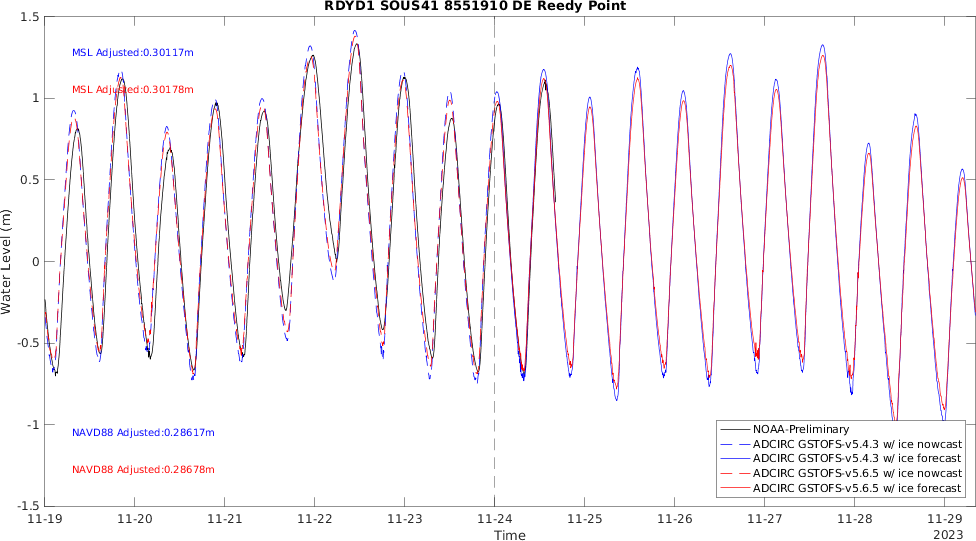 RDYD1 SOUS41 8551910 DE Reedy Point
1.5
1
0.5
0
-0.5
-1
-1.5
Water Level (m)
MSL Adjusted:0.30117m
MSL Adjusted:0.30178m
NAVD88 Adjusted:0.28617m
NAVD88 Adjusted:0.28678m
NOAA-Preliminary
ADCIRC GSTOFS-v5.4.3 w/ ice nowcast
ADCIRC GSTOFS-v5.4.3 w/ ice forecast
ADCIRC GSTOFS-v5.6.5 w/ ice nowcast
ADCIRC GSTOFS-v5.6.5 w/ ice forecast
11-19 11-20 11-21 11-22 11-23 11-24 11-25 11-26 11-27 11-28 11-29
2023
Time